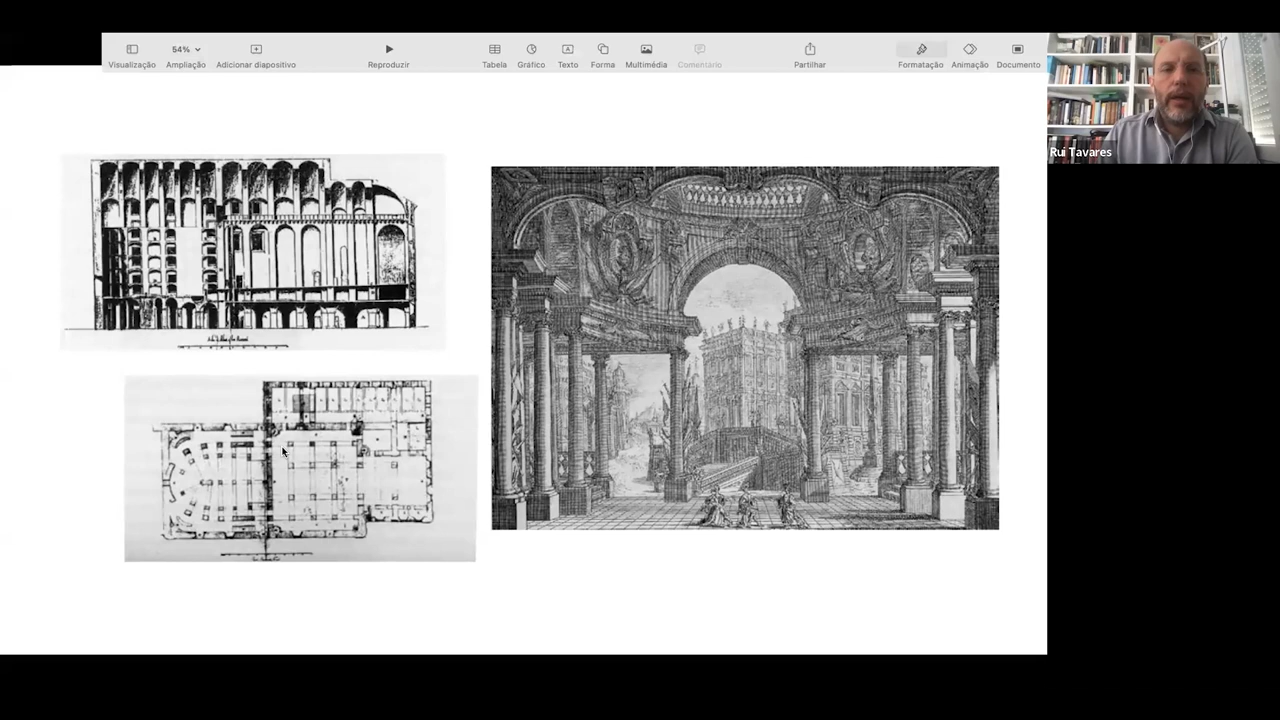 54%
Visualização
Ampliação
Adicionar diapositivo
Reproduzir
Tabela
Gráfico
Texto
Forma
Multimédia
Comentário
Partilhar
Formatação
Animação
Documento
Rui Tavares